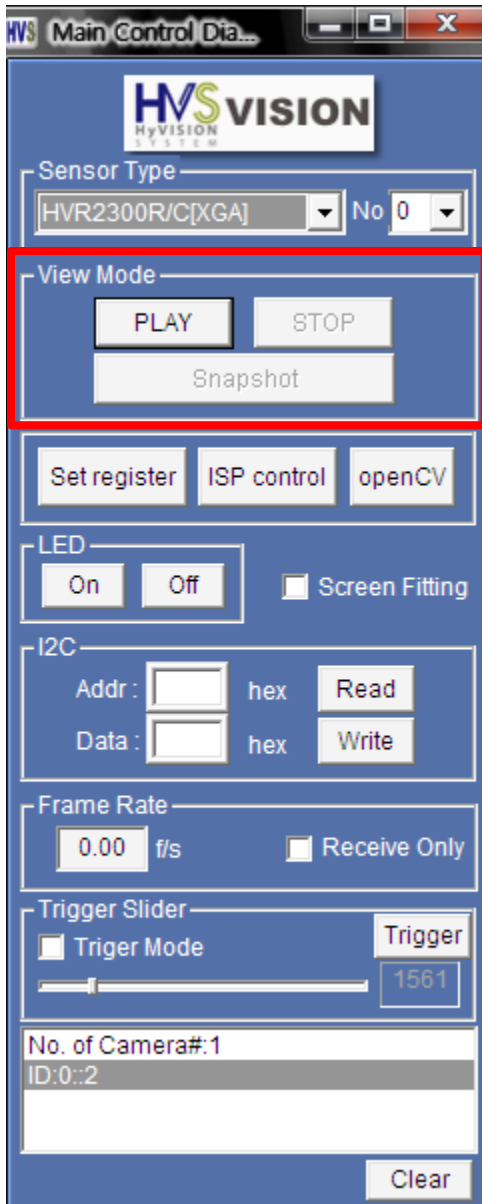 HVS Main Control Dia...
HVS VISION
HyVISION
SYSTEM
Sensor Type
HVR2300R/C[XGA] No 0
View Mode
PLAY STOP
Snapshot
Set register ISP control openCV
LED
On Off Screen Fitting
I2C
Addr : hex Read
Data : hex Write
Frame Rate
0.00 f/s Receive Only
Trigger Slider
Triger Mode Trigger
1561
No. of Camera#:1
ID:0::2
Clear